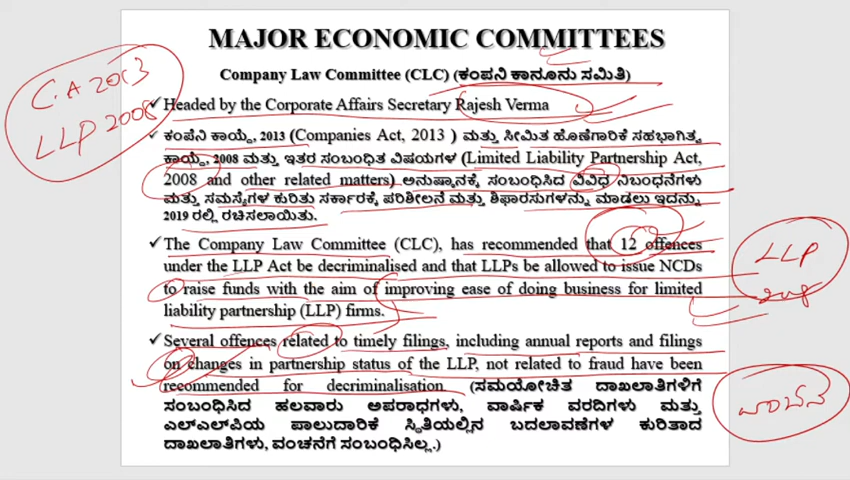 MAJOR ECONOMIC COMMITTEES
Company Law Committee (CLC) (ಕಂಪನಿ ಕಾನೂನು ಸಮಿತಿ)
✓ Headed by the Corporate Affairs Secretary Rajesh Verma
✓ ಕಂಪೆನಿ ಕಾಯ್ದೆ, 2013 (Companies Act, 2013 ) ಮತ್ತು ಸೀಮಿತ ಹೊಣೆಗಾರಿಕೆ ಸಹಭಾಗಿತ್ವ
ಕಾಯ್ದೆ, 2008 ಮತ್ತು ಇತರ ಸಂಬಂಧಿತ ವಿಷಯಗಳ (Limited Liability Partnership Act,
2008 and other related matters) ಅನುಷ್ಠಾನಕ್ಕೆ ಸಂಬಂಧಿಸಿದ ವಿವಿಧ ನಿಬಂಧನೆಗಳು
ಮತ್ತು ಸಮಸ್ಯೆಗಳ ಕುರಿತು ಸರ್ಕಾರಕ್ಕೆ ಪರಿಶೀಲನೆ ಮತ್ತು ಶಿಫಾರಸುಗಳನ್ನು ಮಾಡಲು ಇದನ್ನು
2019 ರಲ್ಲಿ ರಚಿಸಲಾಯಿತು.
✓ The Company Law Committee (CLC), has recommended that 12 offences
under the LLP Act be decriminalised and that LLPs be allowed to issue NCDs
to raise funds with the aim of improving ease of doing business for limited
liability partnership (LLP) firms.
✓ Several offences related to timely filings, including annual reports and filings
on changes in partnership status of the LLP, not related to fraud have been
recommended for decriminalisation. (ಸಮಯೋಚಿತ ದಾಖಲಾತಿಗಳಿಗೆ
ಸಂಬಂಧಿಸಿದ ಹಲವಾರು ಅಪರಾಧಗಳು, ವಾರ್ಷಿಕ ವರದಿಗಳು ಮತ್ತು
ಎಲ್ಎಲ್‌ಪಿಯ ಪಾಲುದಾರಿಕೆ ಸ್ಥಿತಿಯಲ್ಲಿನ ಬದಲಾವಣೆಗಳ ಕುರಿತಾದ
ದಾಖಲಾತಿಗಳು, ವಂಚನೆಗೆ ಸಂಬಂಧಿಸಿಲ್ಲ.)
C.A 2013
LLP 2008
LLP
ವಂಚನೆ